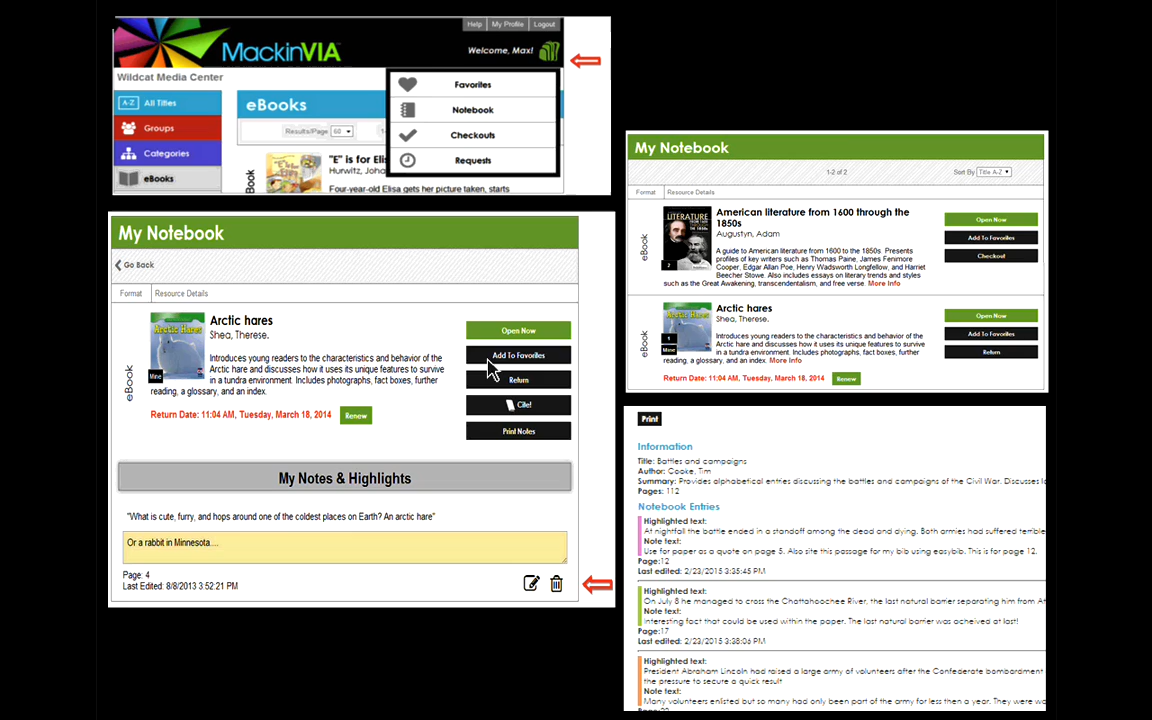 Help My Profile Logout
MackinVIA
Welcome, Max!
Wildcat Media Center
A-Z All Titles
Groups
Categories
eBooks
eBooks
Results/Page 60
Favorites
Notebook
Checkouts
Requests
eBook
"E" is for Elis
Hurwitz, Joha
Four-year-old Elisa gets her picture taken, starts
My Notebook
Go Back
Format Resource Details
eBook
Arctic Hares
Mine
Arctic hares
Shea, Therese.
Introduces young readers to the characteristics and behavior of the
Arctic hare and discusses how it uses its unique features to survive
in a tundra environment. Includes photographs, fact boxes, further
reading, a glossary, and an index.
Return Date: 11:04 AM, Tuesday, March 18, 2014 Renew
Open Now
Add To Favorites
Return
Cite!
Print Notes
My Notes & Highlights
"What is cute, furry, and hops around one of the coldest places on Earth? An arctic hare"
Or a rabbit in Minnesota....
Page: 4
Last Edited: 8/8/2013 3:52:21 PM
My Notebook
1-2 of 2 Sort By Title A-Z
Format Resource Details
eBook
LITERATURE
2
American literature from 1600 through the
1850s
Augustyn, Adam
A guide to American literature from 1600 to the 1850s. Presents
profiles of key writers such as Thomas Paine, James Fenimore
Cooper, Edgar Allan Poe, Henry Wadsworth Longfellow, and Harriet
Beecher Stowe. Also includes essays on literary trends and styles
such as the Great Awakening, transcendentalism, and free verse. More Info
Open Now
Add To Favorites
Checkout
eBook
Arctic Hares
1
Mine
Arctic hares
Shea, Therese.
Introduces young readers to the characteristics and behavior of the
Arctic hare and discusses how it uses its unique features to survive
in a tundra environment. Includes photographs, fact boxes, further
reading, a glossary, and an index. More Info
Return Date: 11:04 AM, Tuesday, March 18, 2014 Renew
Open Now
Add To Favorites
Return
Print
Information
Title: Battles and campaigns
Author: Cooke, Tim
Summary: Provides alphabetical entries discussing the battles and campaigns of the Civil War. Discusses
Pages: 112
Notebook Entries
Highlighted text:
At nightfall the battle ended in a standoff among the dead and dying. Both armies had suffered terrible
Note text:
Use for paper as a quote on page 5. Also site this passage for my bib using easybib. This is for page 12.
Page:12
Last edited: 2/23/2015 3:35:45 PM
Highlighted text:
On July 8 he managed to cross the Chattahoochee River, the last natural barrier separating him from At
Note text:
Interesting fact that could be used within the paper. The last natural barrier was acheived at last!
Page:17
Last edited: 2/23/2015 3:38:06 PM
Highlighted text:
President Abraham Lincoln had raised a large army of volunteers after the Confederate bombardment
the pressure to secure a quick result
Note text:
Many volunteers enlisted but so many had only been part of the army for less then a year. They were